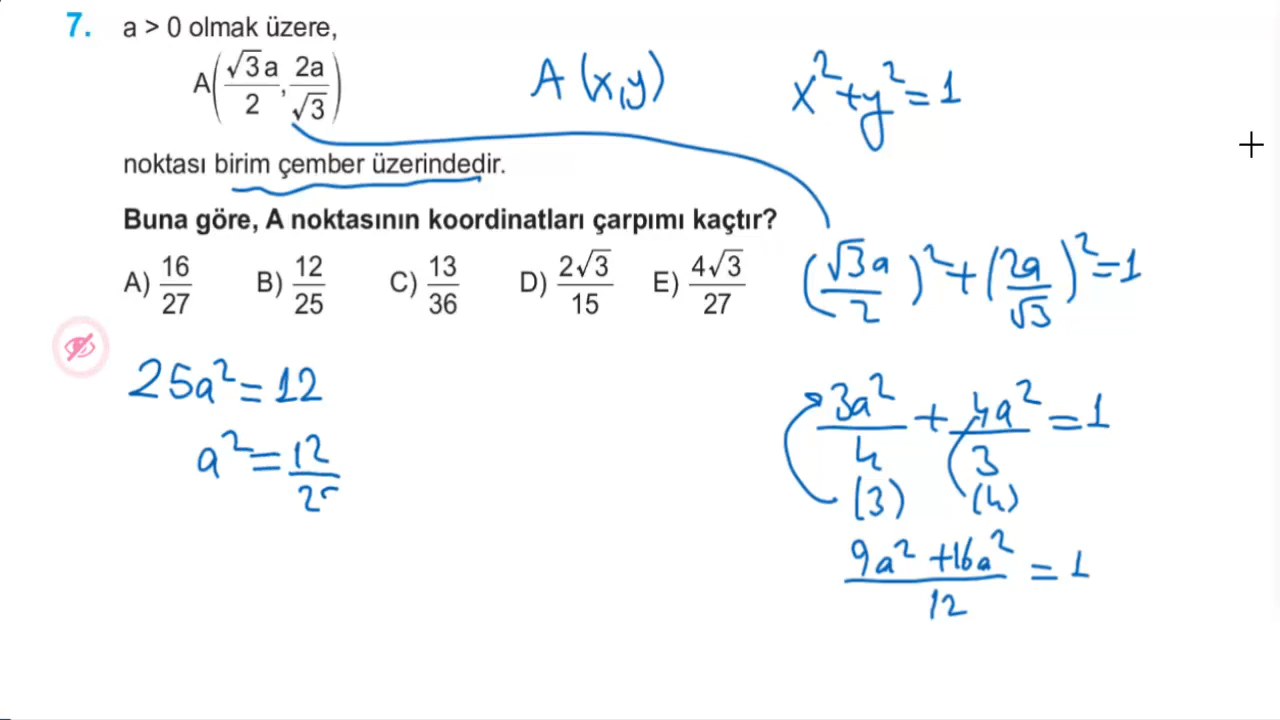 7. a > 0 olmak üzere,
A(√3a/2, 2a/√3)
noktası birim çember üzerindedir.
Buna göre, A noktasının koordinatları çarpımı kaçtır?
A) 16/27 B) 12/25 C) 13/36 D) 2√3/15 E) 4√3/27
A(x,y)
x²+y²=1
(√3a/2)²+(2a/√3)²=1
3a²/4 + 4a²/3 = 1
(3) (4)
9a²+16a²/12 = 1
25a²=12
a²=12/25